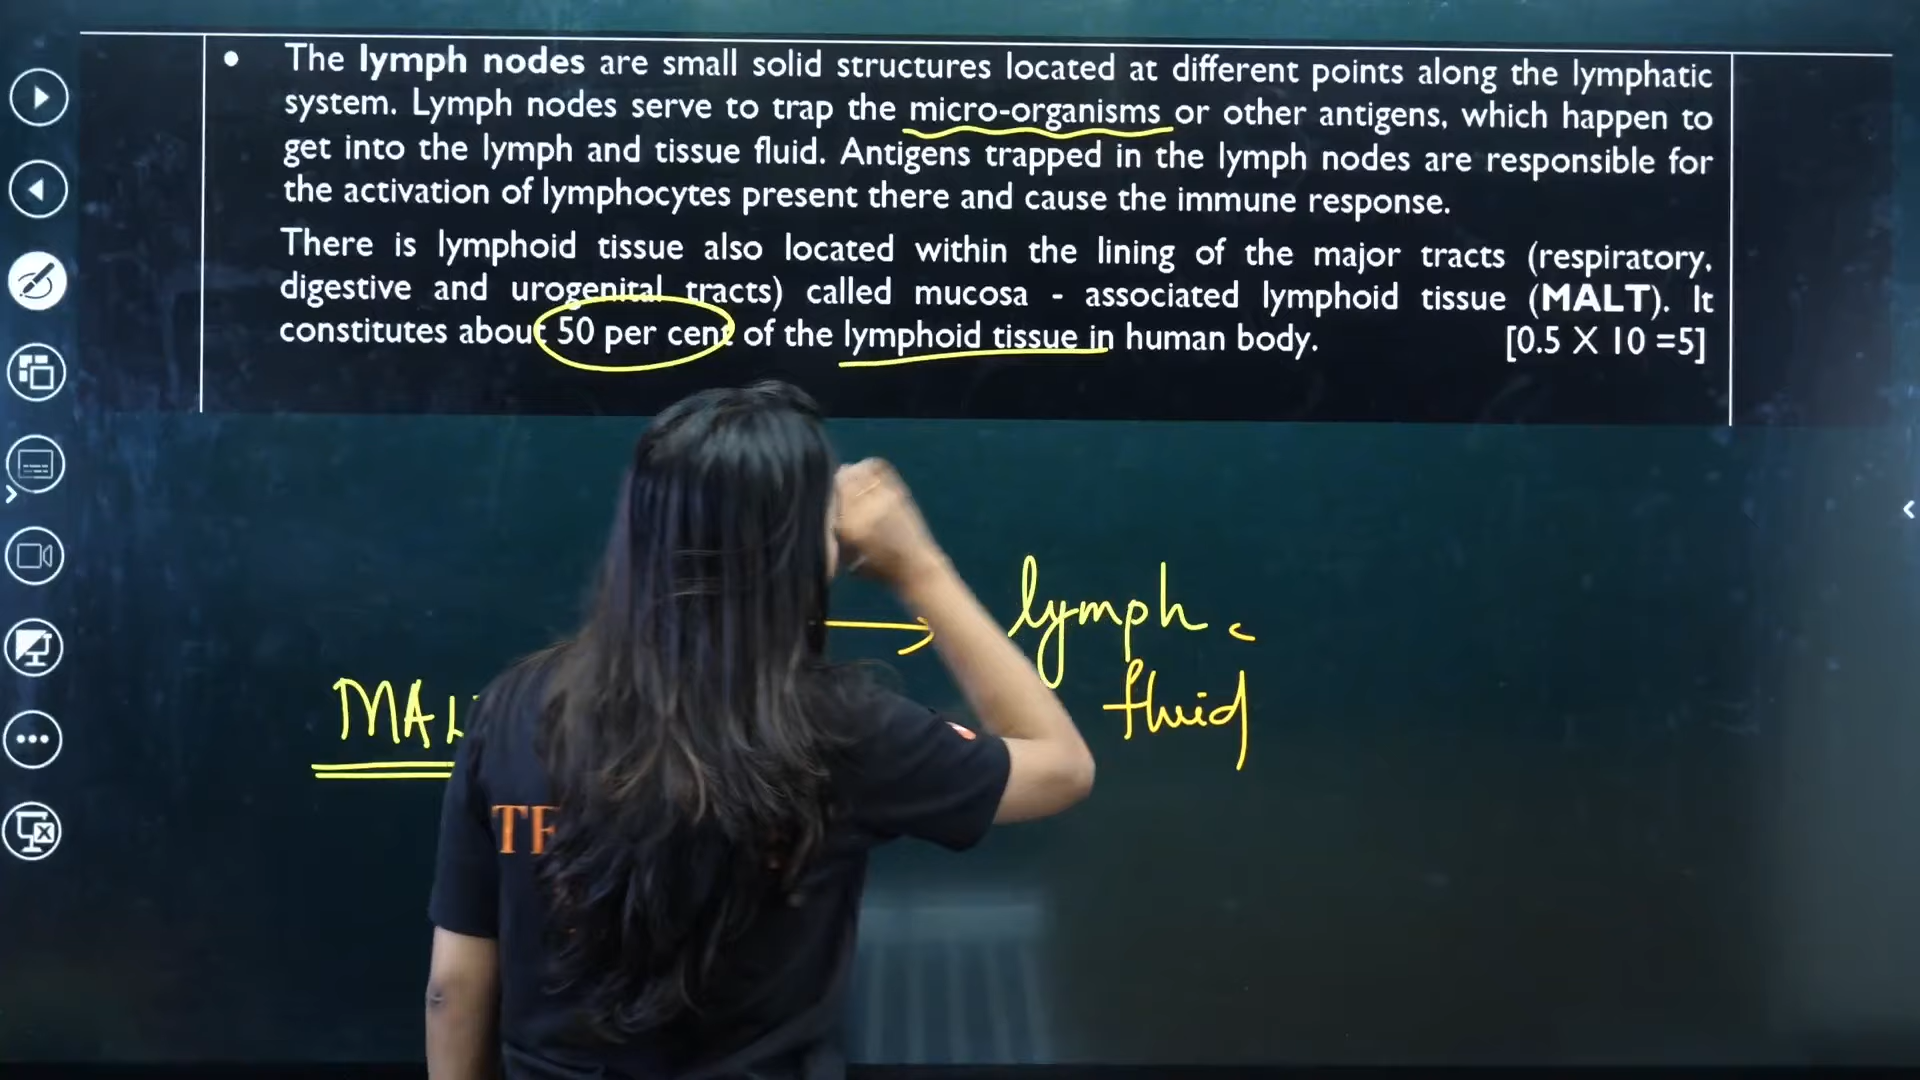 • The lymph nodes are small solid structures located at different points along the lymphatic
system. Lymph nodes serve to trap the micro-organisms or other antigens, which happen to
get into the lymph and tissue fluid. Antigens trapped in the lymph nodes are responsible for
the activation of lymphocytes present there and cause the immune response.
There is lymphoid tissue also located within the lining of the major tracts (respiratory,
digestive and urogenital tracts) called mucosa - associated lymphoid tissue (MALT). It
constitutes about 50 per cent of the lymphoid tissue in human body. [0.5 X 10 =5]
lymph
fluid
MAL
TE